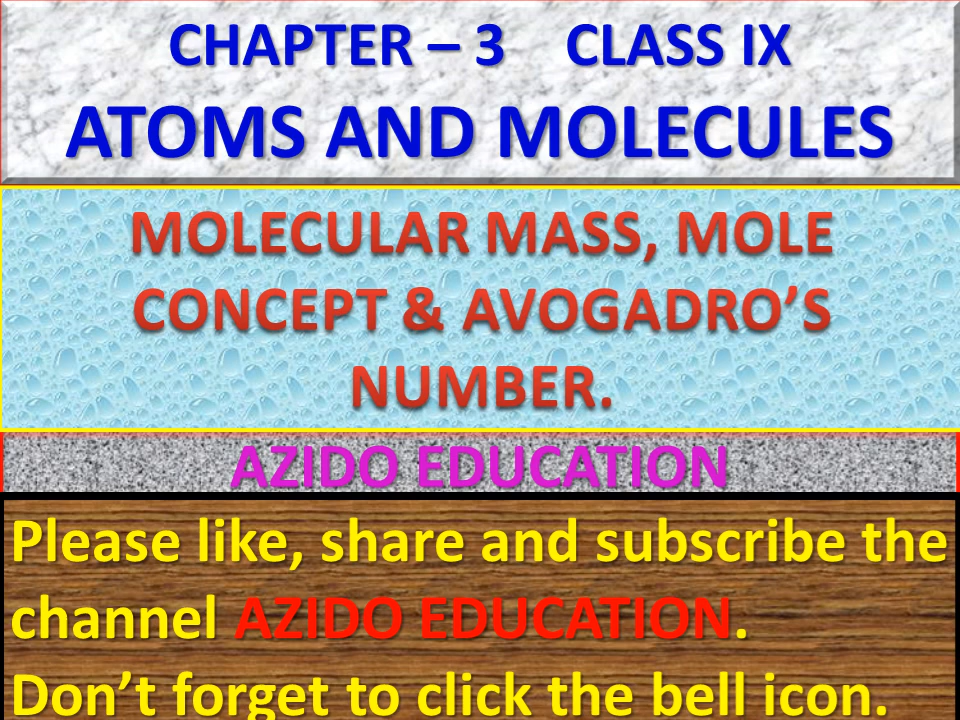 CHAPTER – 3 CLASS IX
ATOMS AND MOLECULES
MOLECULAR MASS, MOLE
CONCEPT & AVOGADRO’S
NUMBER.
AZIDO EDUCATION
Please like, share and subscribe the
channel AZIDO EDUCATION.
Don’t forget to click the bell icon.